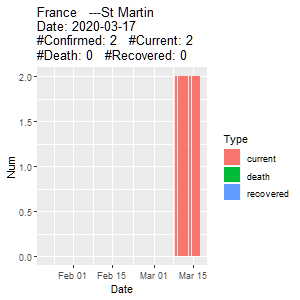 France   ---St Martin
Date: 2020-03-17
#Confirmed: 2   #Current: 2
#Death: 0   #Recovered: 0
2.0
1.5
1.0
0.5
0.0
Num
Feb 01
Feb 15
Mar 01
Mar 15
Date
Type
current
death
recovered